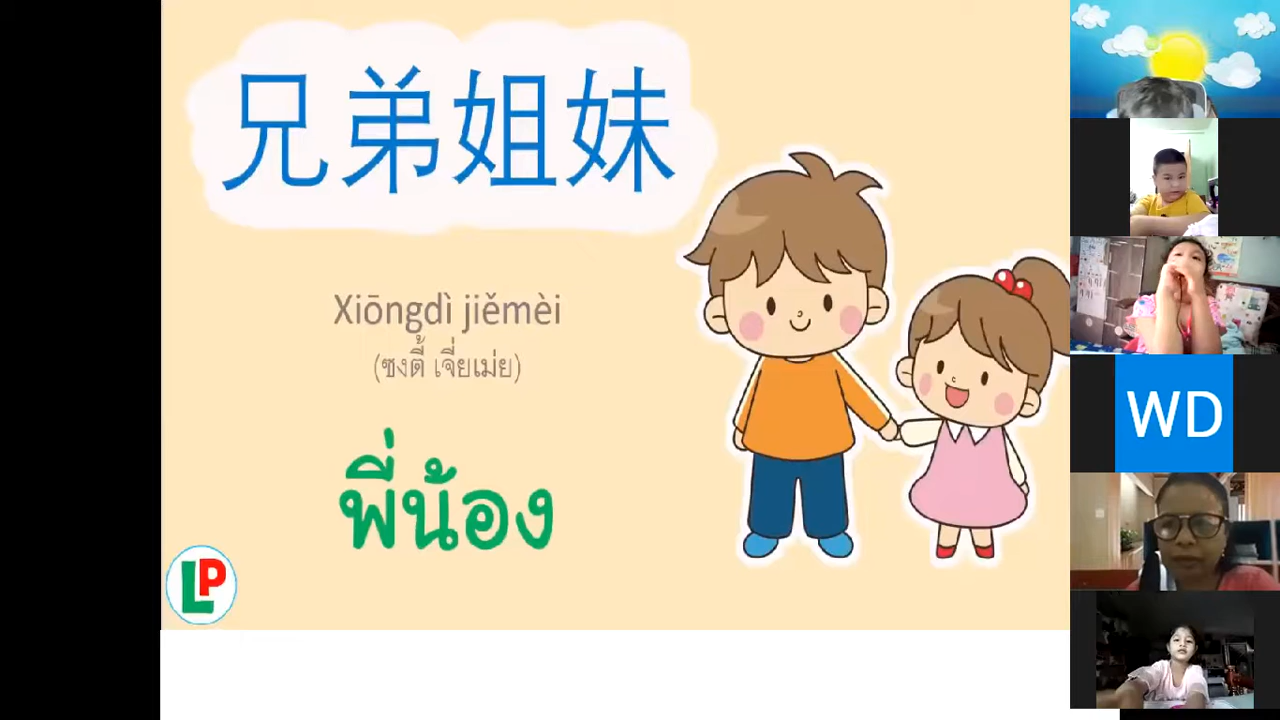 兄弟姐妹
Xiōngdì jiěmèi
(ซงตี้ เจี่ยเม่ย)
พี่น้อง
LP
WD